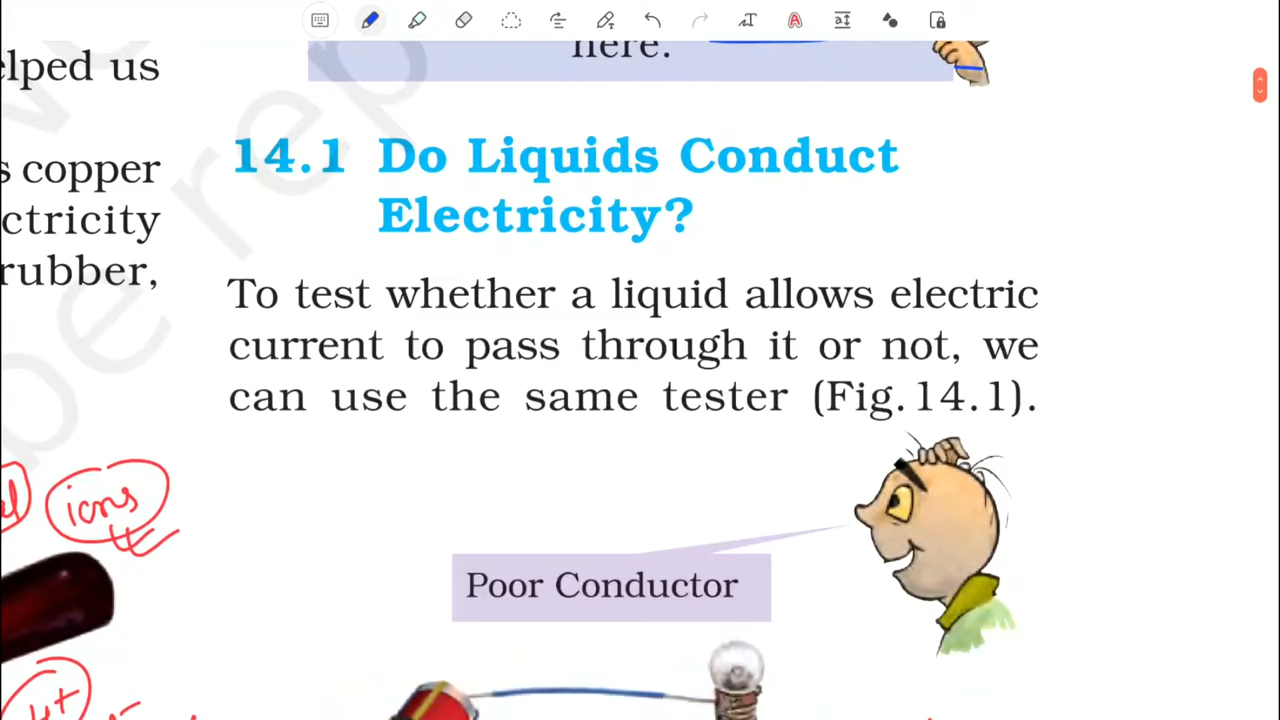 here.
elped us
s copper
ctricity
rubber,
14.1 Do Liquids Conduct
Electricity?
To test whether a liquid allows electric
current to pass through it or not, we
can use the same tester (Fig.14.1).
ions
Poor Conductor